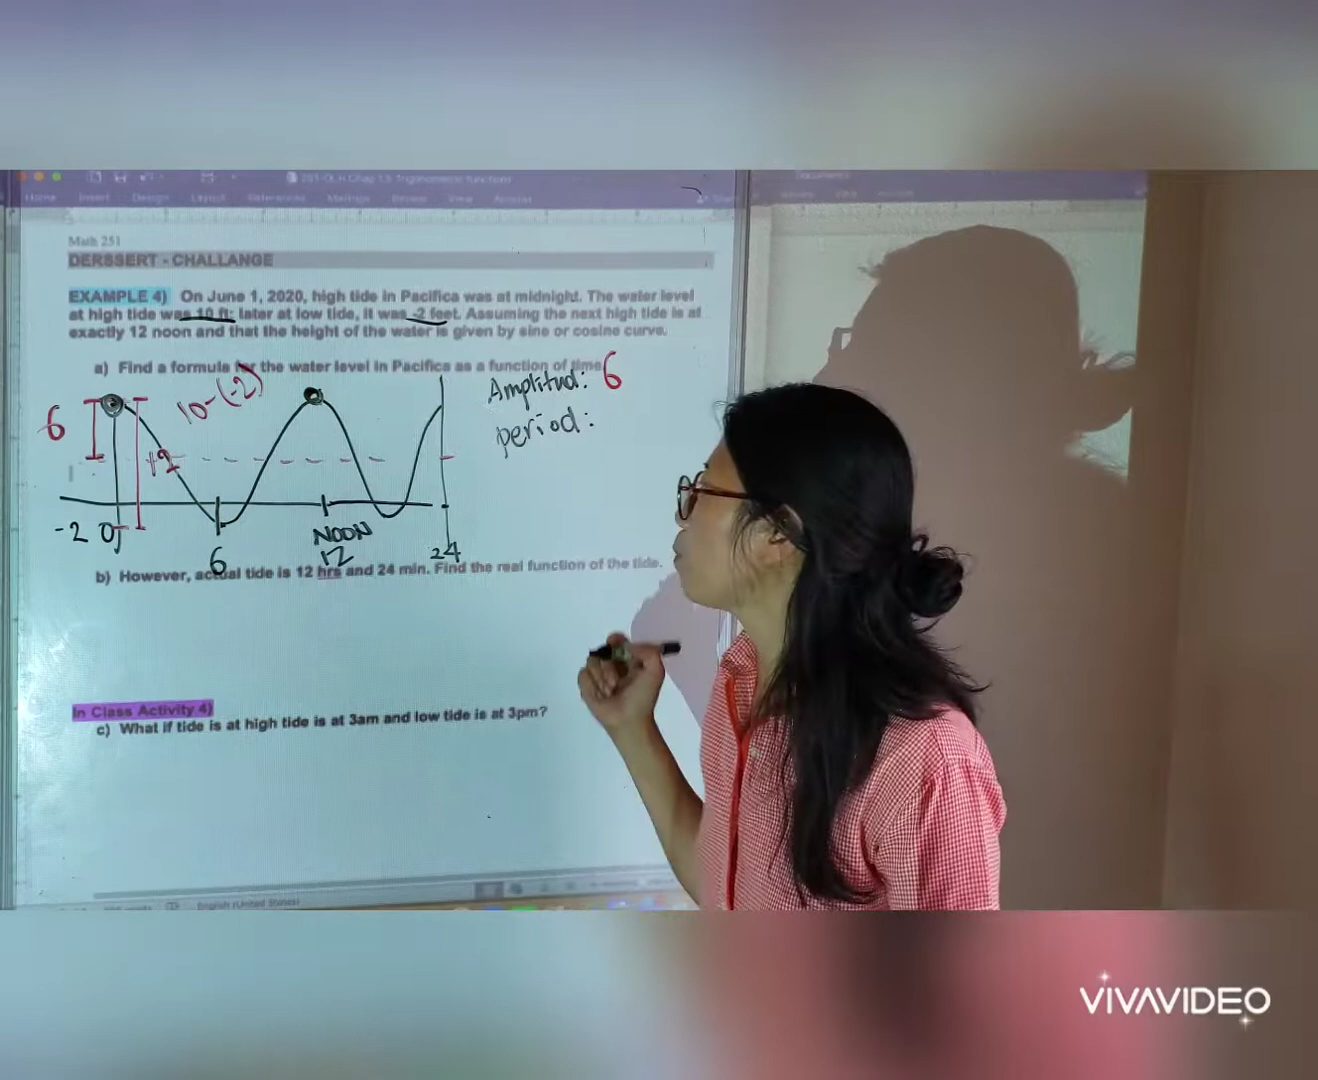 Math 251
DERSSERT - CHALLANGE
EXAMPLE 4) On June 1, 2020, high tide in Pacifica was at midnight. The water level
at high tide was 10 ft; later at low tide, it was -2 feet. Assuming the next high tide is at
exactly 12 noon and that the height of the water is given by sine or cosine curve.
a) Find a formula for the water level in Pacifica as a function of time.
Amplitud: 6
period:
10-(-2)
6
12
-2 0
6
NOON
12
24
b) However, actual tide is 12 hrs and 24 min. Find the real function of the tide.
In Class Activity 4)
c) What if tide is at high tide is at 3am and low tide is at 3pm?
English (United States)
VIVAVIDEO